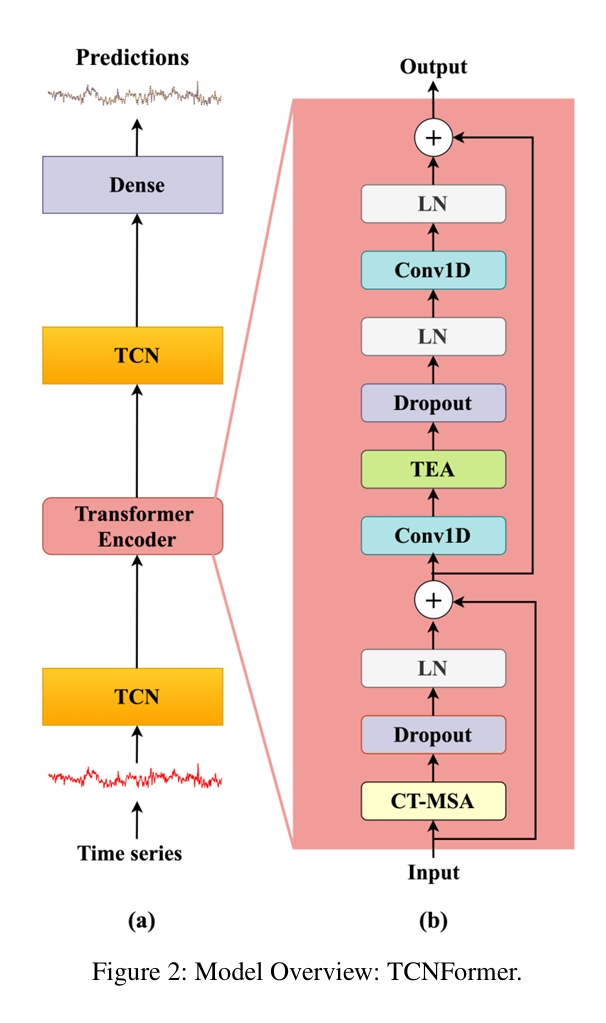 Predictions
Dense
TCN
Transformer
Encoder
TCN
Time series
(a)
Output
+
LN
Conv1D
LN
Dropout
TEA
Conv1D
+
LN
Dropout
CT-MSA
Input
(b)
Figure 2: Model Overview: TCNFormer.